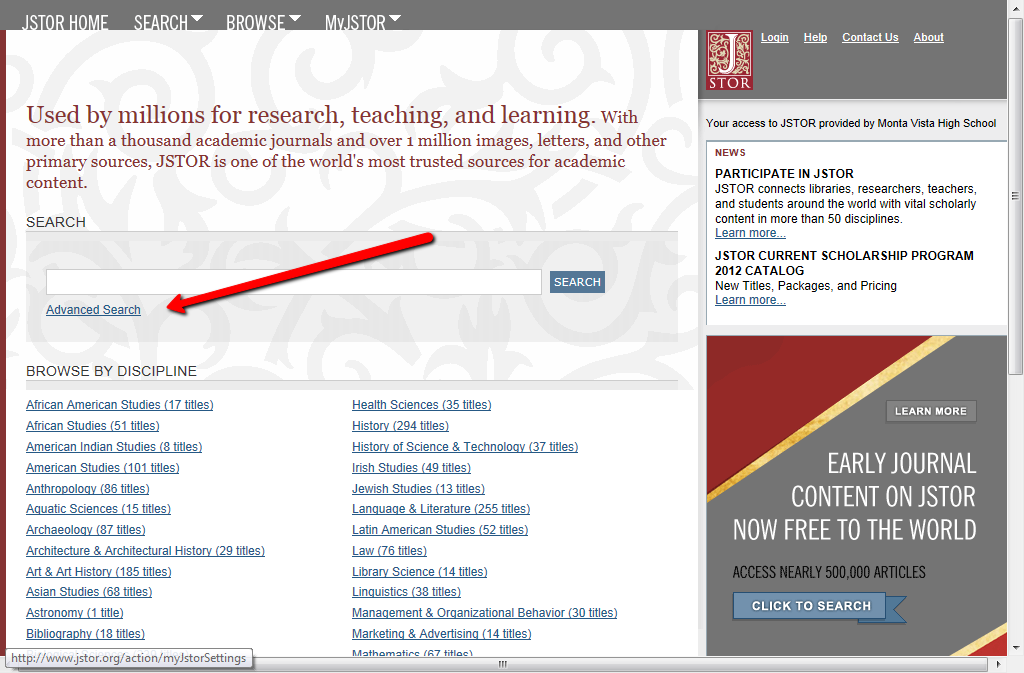 JSTOR HOME SEARCH BROWSE MyJSTOR
Login Help Contact Us About
J
STOR
Used by millions for research, teaching, and learning. With
more than a thousand academic journals and over 1 million images, letters, and other
primary sources, JSTOR is one of the world's most trusted sources for academic
content.
SEARCH
SEARCH
Advanced Search
BROWSE BY DISCIPLINE
African American Studies (17 titles)
African Studies (51 titles)
American Indian Studies (8 titles)
American Studies (101 titles)
Anthropology (86 titles)
Aquatic Sciences (15 titles)
Archaeology (87 titles)
Architecture & Architectural History (29 titles)
Art & Art History (185 titles)
Asian Studies (68 titles)
Astronomy (1 title)
Bibliography (18 titles)
Health Sciences (35 titles)
History (294 titles)
History of Science & Technology (37 titles)
Irish Studies (49 titles)
Jewish Studies (13 titles)
Language & Literature (255 titles)
Latin American Studies (52 titles)
Law (76 titles)
Library Science (14 titles)
Linguistics (38 titles)
Management & Organizational Behavior (30 titles)
Marketing & Advertising (14 titles)
Mathematics (67 titles)
http://www.jstor.org/action/myJstorSettings
Your access to JSTOR provided by Monta Vista High School
NEWS
PARTICIPATE IN JSTOR
JSTOR connects libraries, researchers, teachers,
and students around the world with vital scholarly
content in more than 50 disciplines.
Learn more...
JSTOR CURRENT SCHOLARSHIP PROGRAM
2012 CATALOG
New Titles, Packages, and Pricing
Learn more...
LEARN MORE
EARLY JOURNAL
CONTENT ON JSTOR
NOW FREE TO THE WORLD
ACCESS NEARLY 500,000 ARTICLES
CLICK TO SEARCH